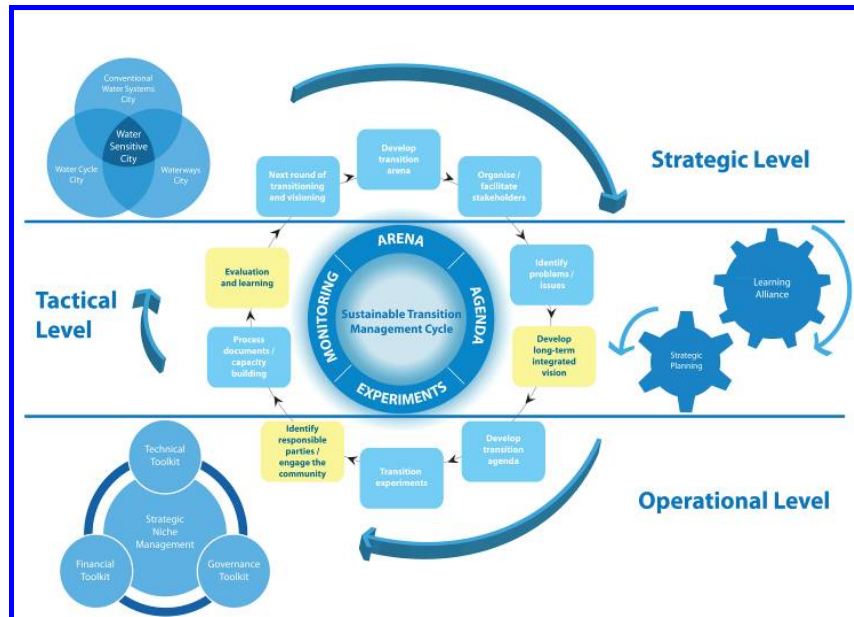 Conventional
Water Systems
City
Water
Sensitive
City
Water Cycle
City
Waterways
City
Next round of
transitioning
and visioning
Develop
transition
arena
Organise /
facilitate
stakeholders
Strategic Level
Tactical
Level
Evaluation
and learning
Process
documents /
capacity
building
MONITORING
ARENA
AGENDA
EXPERIMENTS
Sustainable Transition
Management Cycle
Identify
problems /
issues
Develop
long-term
integrated
vision
Learning
Alliance
Strategic
Planning
Identify
responsible
parties /
engage the
community
Transition
experiments
Develop
transition
agenda
Operational Level
Technical
Toolkit
Strategic
Niche
Management
Financial
Toolkit
Governance
Toolkit